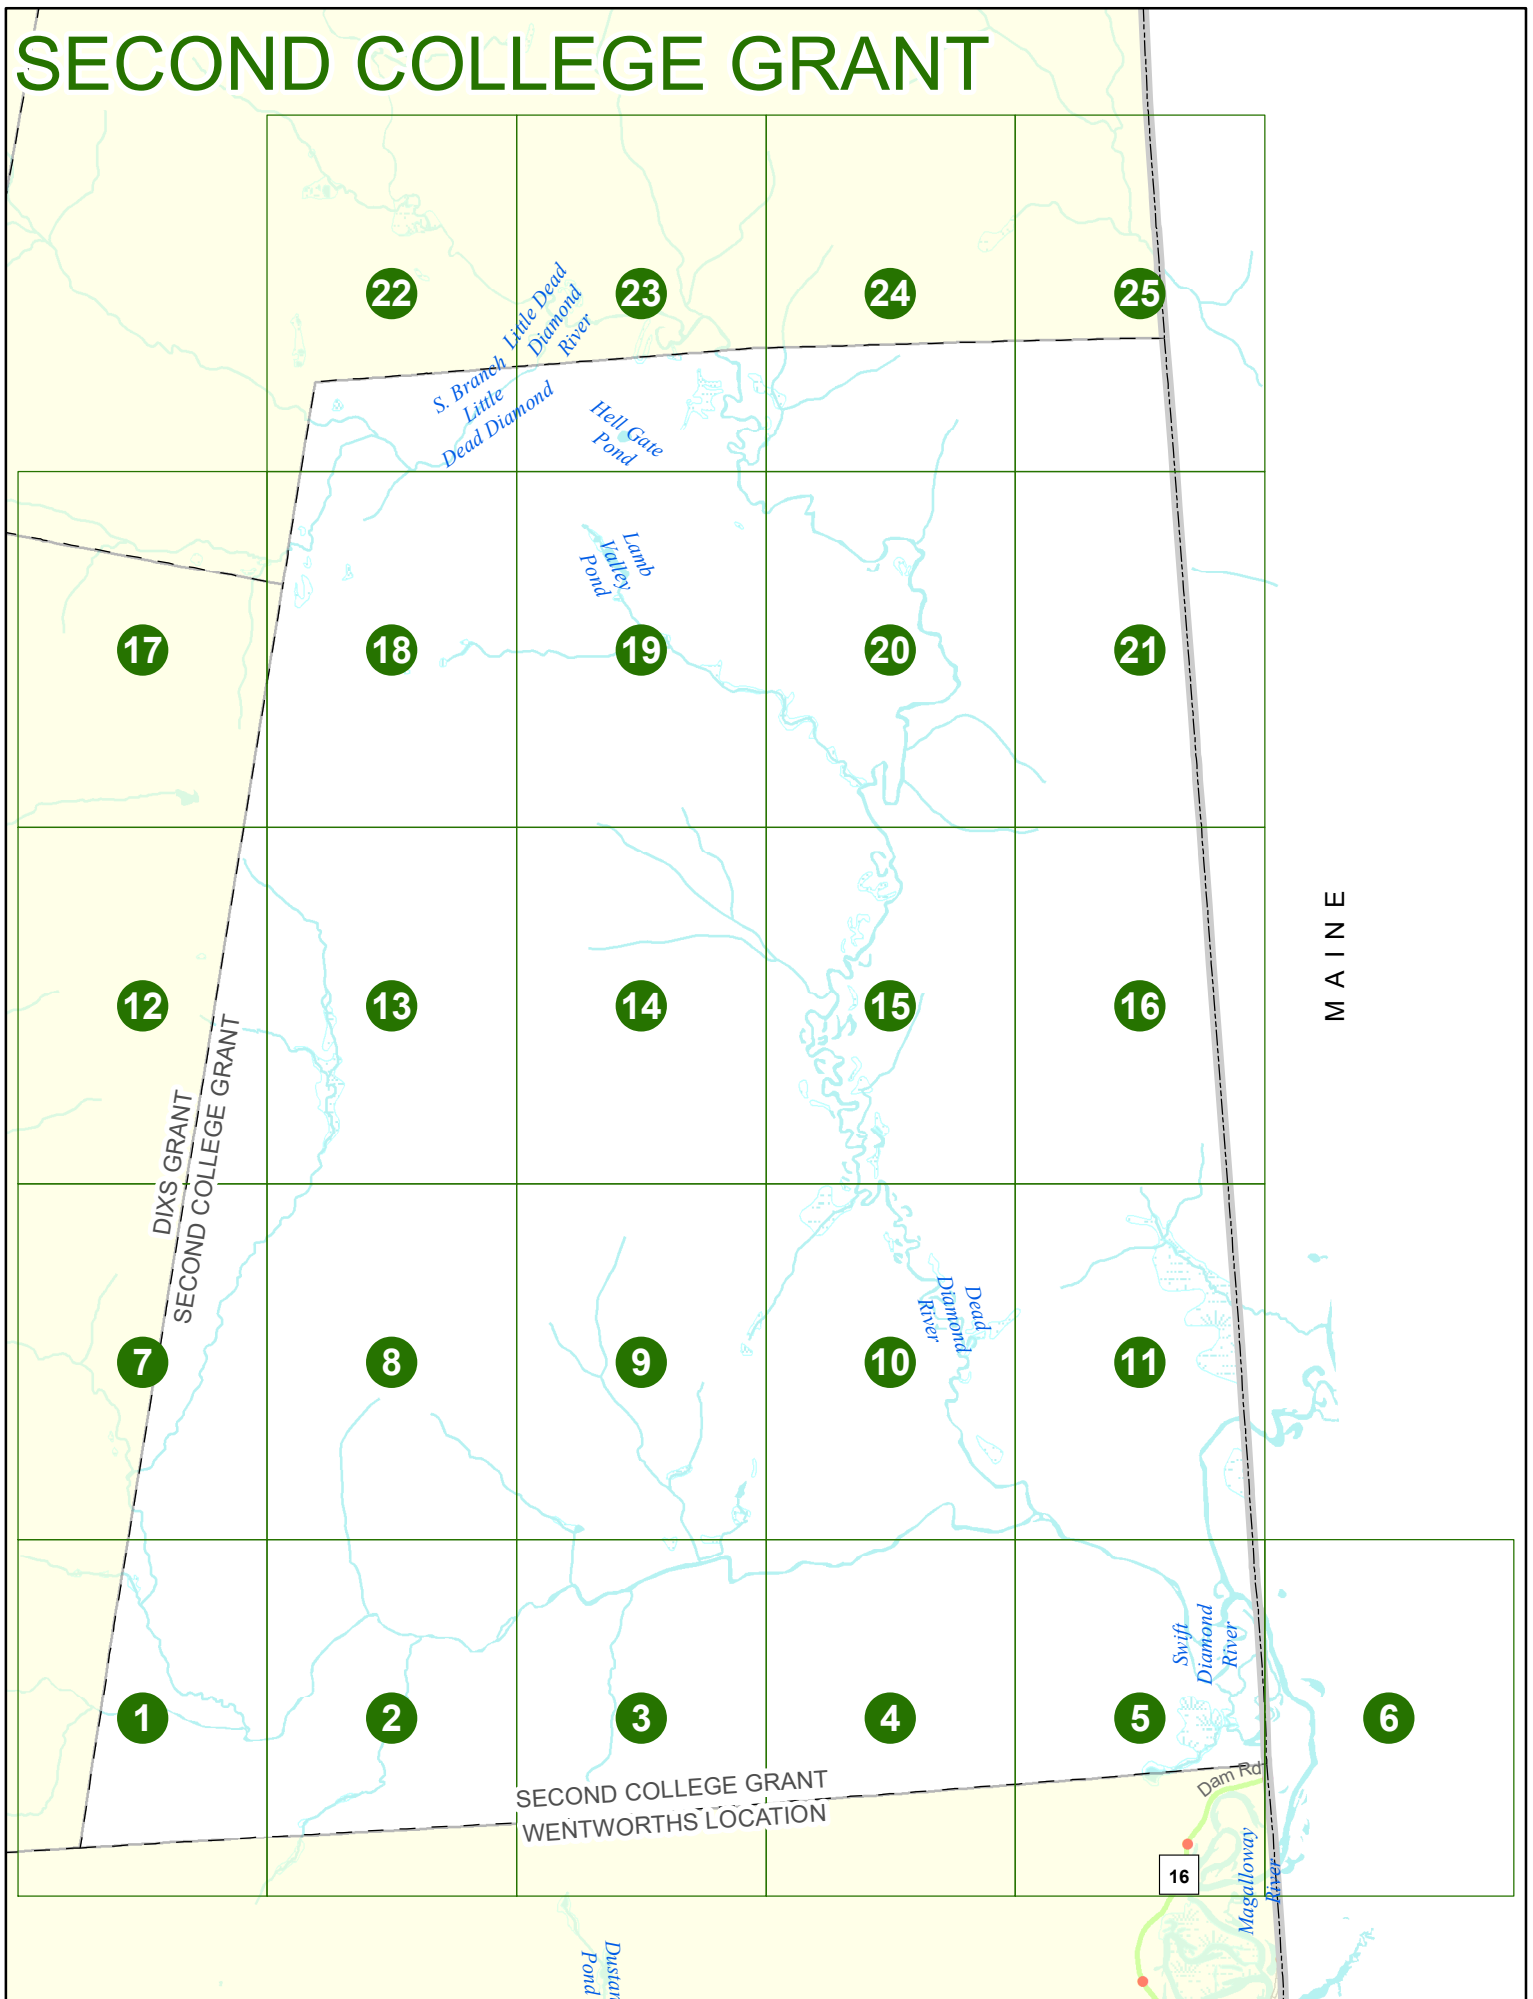 SECOND COLLEGE GRANT
22
23
24
25
Little Dead
Diamond
River
S. Branch
Little
Dead Diamond
Hell Gate
Pond
Lamb
Valley
Pond
17
18
19
20
21
MAINE
12
13
14
15
16
DIXS GRANT
SECOND COLLEGE GRANT
Dead
Diamond
River
7
8
9
10
11
Swift
Diamond
River
1
2
3
4
5
6
SECOND COLLEGE GRANT
WENTWORTHS LOCATION
Dam Rd
16
Magalloway
River
Dustan
Pond